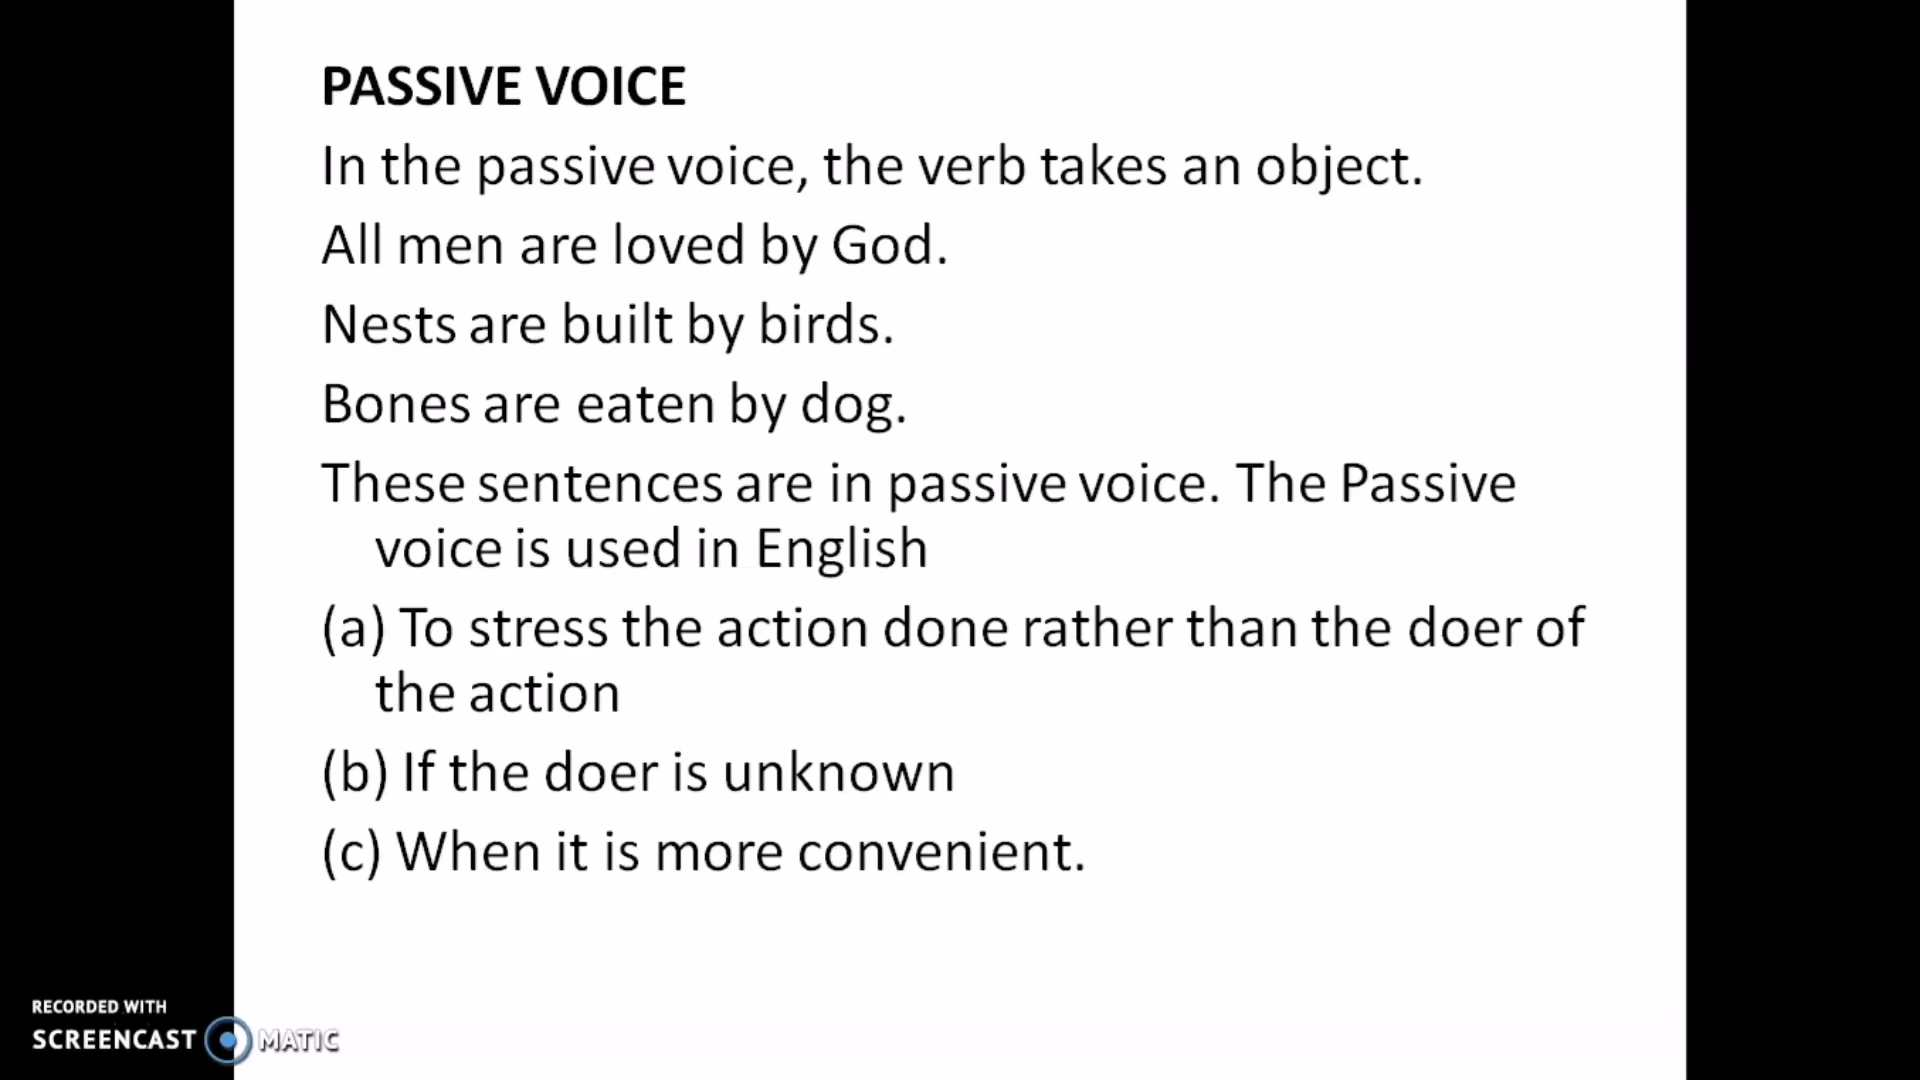 PASSIVE VOICE
In the passive voice, the verb takes an object.
All men are loved by God.
Nests are built by birds.
Bones are eaten by dog.
These sentences are in passive voice. The Passive
voice is used in English
(a) To stress the action done rather than the doer of
the action
(b) If the doer is unknown
(c) When it is more convenient.
RECORDED WITH
SCREENCAST MATIC